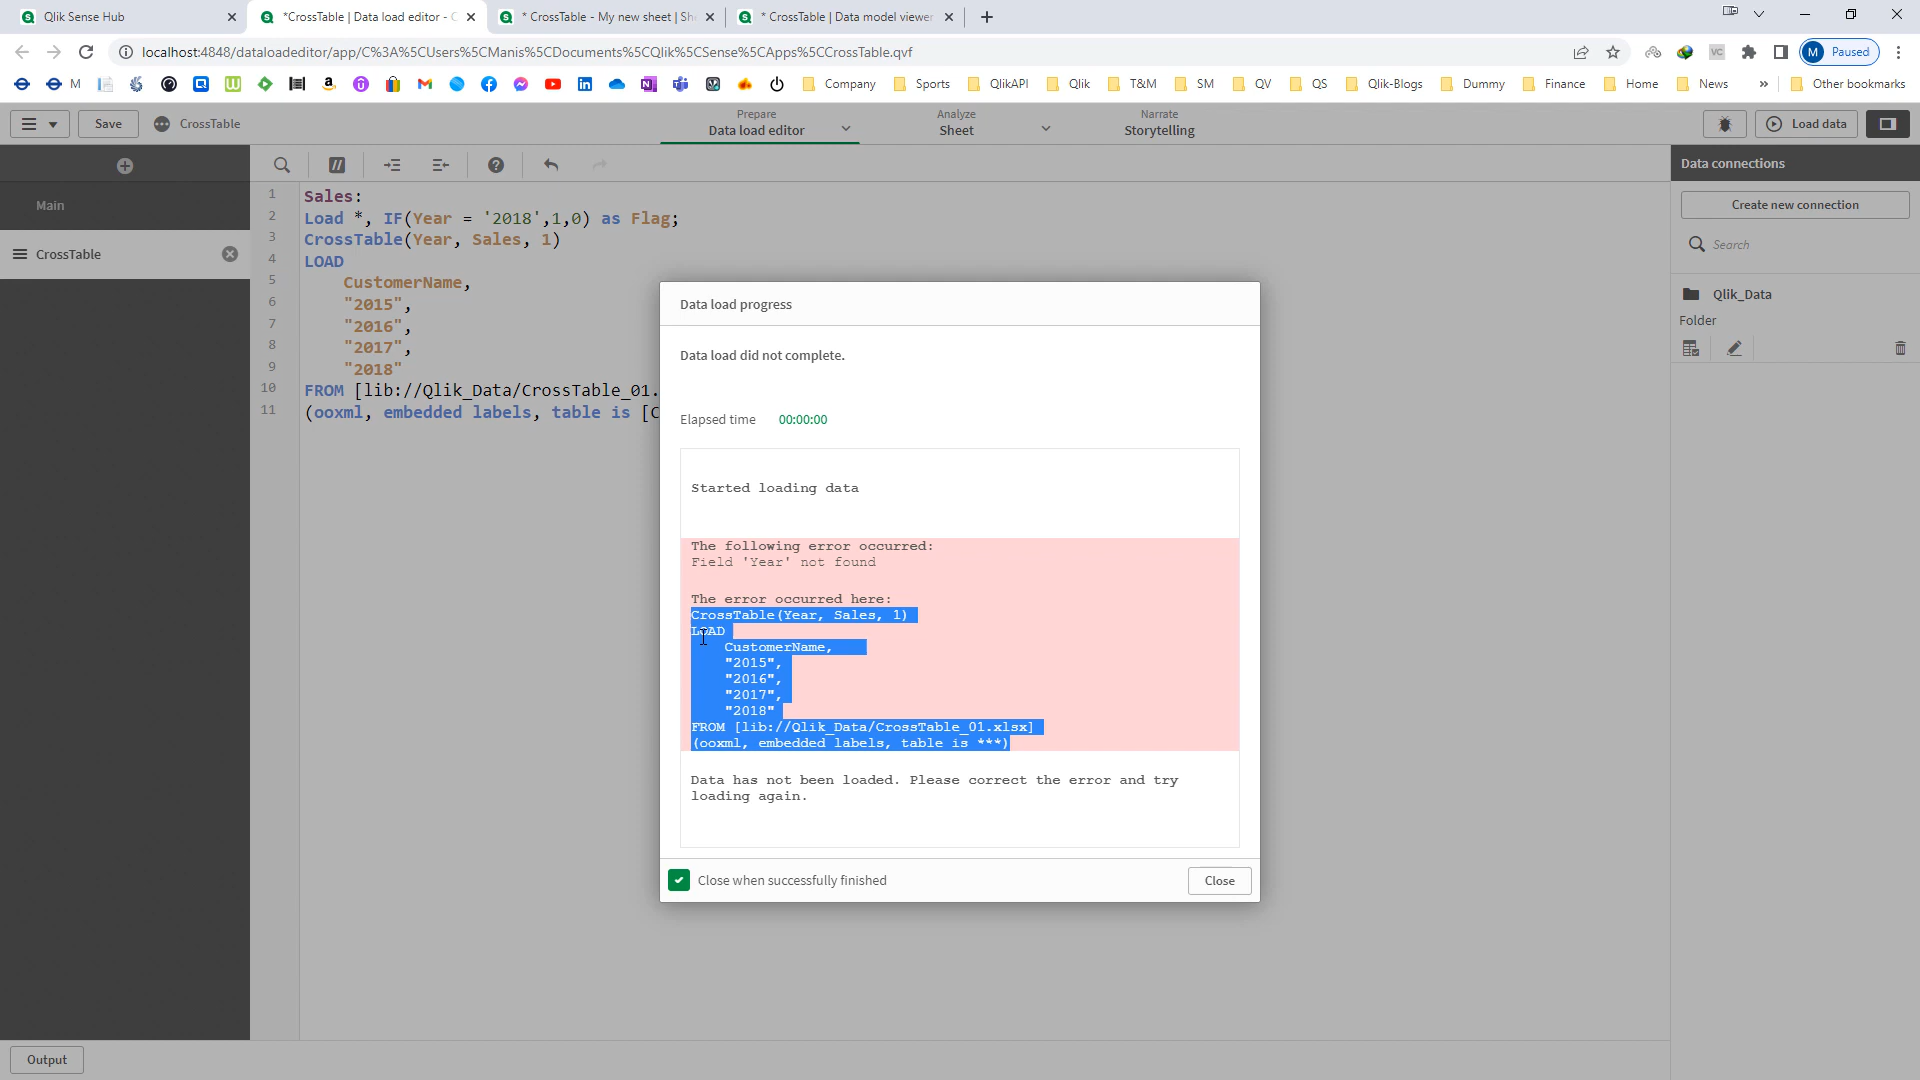 Qlik Sense Hub
*CrossTable | Data load editor - C
* CrossTable - My new sheet | Sh
* CrossTable | Data model viewer
localhost:4848/dataloadeditor/app/C%3A%5CUsers%5CManis%5CDocuments%5CQlik%5CSense%5CApps%5CCrossTable.qvf
VC
M Paused
M
Company
Sports
QlikAPI
Qlik
T&M
SM
QV
QS
Qlik-Blogs
Dummy
Finance
Home
News
»
Other bookmarks
Save
CrossTable
Prepare
Data load editor
Analyze
Sheet
Narrate
Storytelling
Load data
Main
CrossTable
1 Sales:
2 Load *, IF(Year = '2018',1,0) as Flag;
3 CrossTable(Year, Sales, 1)
4 LOAD
5 CustomerName,
6 "2015",
7 "2016",
8 "2017",
9 "2018"
10 FROM [lib://Qlik_Data/CrossTable_01.
11 (ooxml, embedded labels, table is [C
Data load progress
Data load did not complete.
Elapsed time 00:00:00
Started loading data
The following error occurred:
Field 'Year' not found
The error occurred here:
CrossTable(Year, Sales, 1)
LOAD
CustomerName,
"2015",
"2016",
"2017",
"2018"
FROM [lib://Qlik_Data/CrossTable_01.xlsx]
(ooxml, embedded labels, table is ***)
Data has not been loaded. Please correct the error and try
loading again.
Close when successfully finished
Close
Data connections
Create new connection
Search
Qlik_Data
Folder
Output